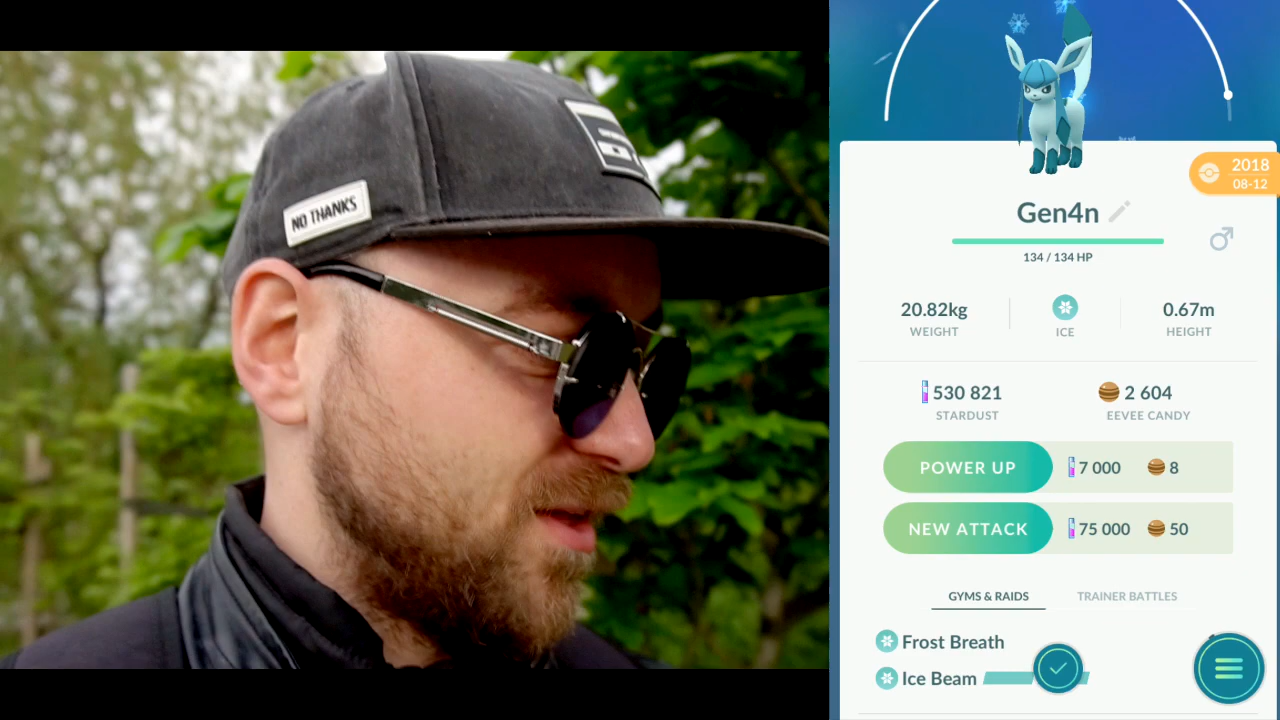 NO THANKS
2018
08-12
Gen4n
134 / 134 HP
20.82kg
WEIGHT
ICE
0.67m
HEIGHT
530 821
STARDUST
2 604
EEVEE CANDY
POWER UP
7 000
8
NEW ATTACK
75 000
50
GYMS & RAIDS
TRAINER BATTLES
Frost Breath
Ice Beam